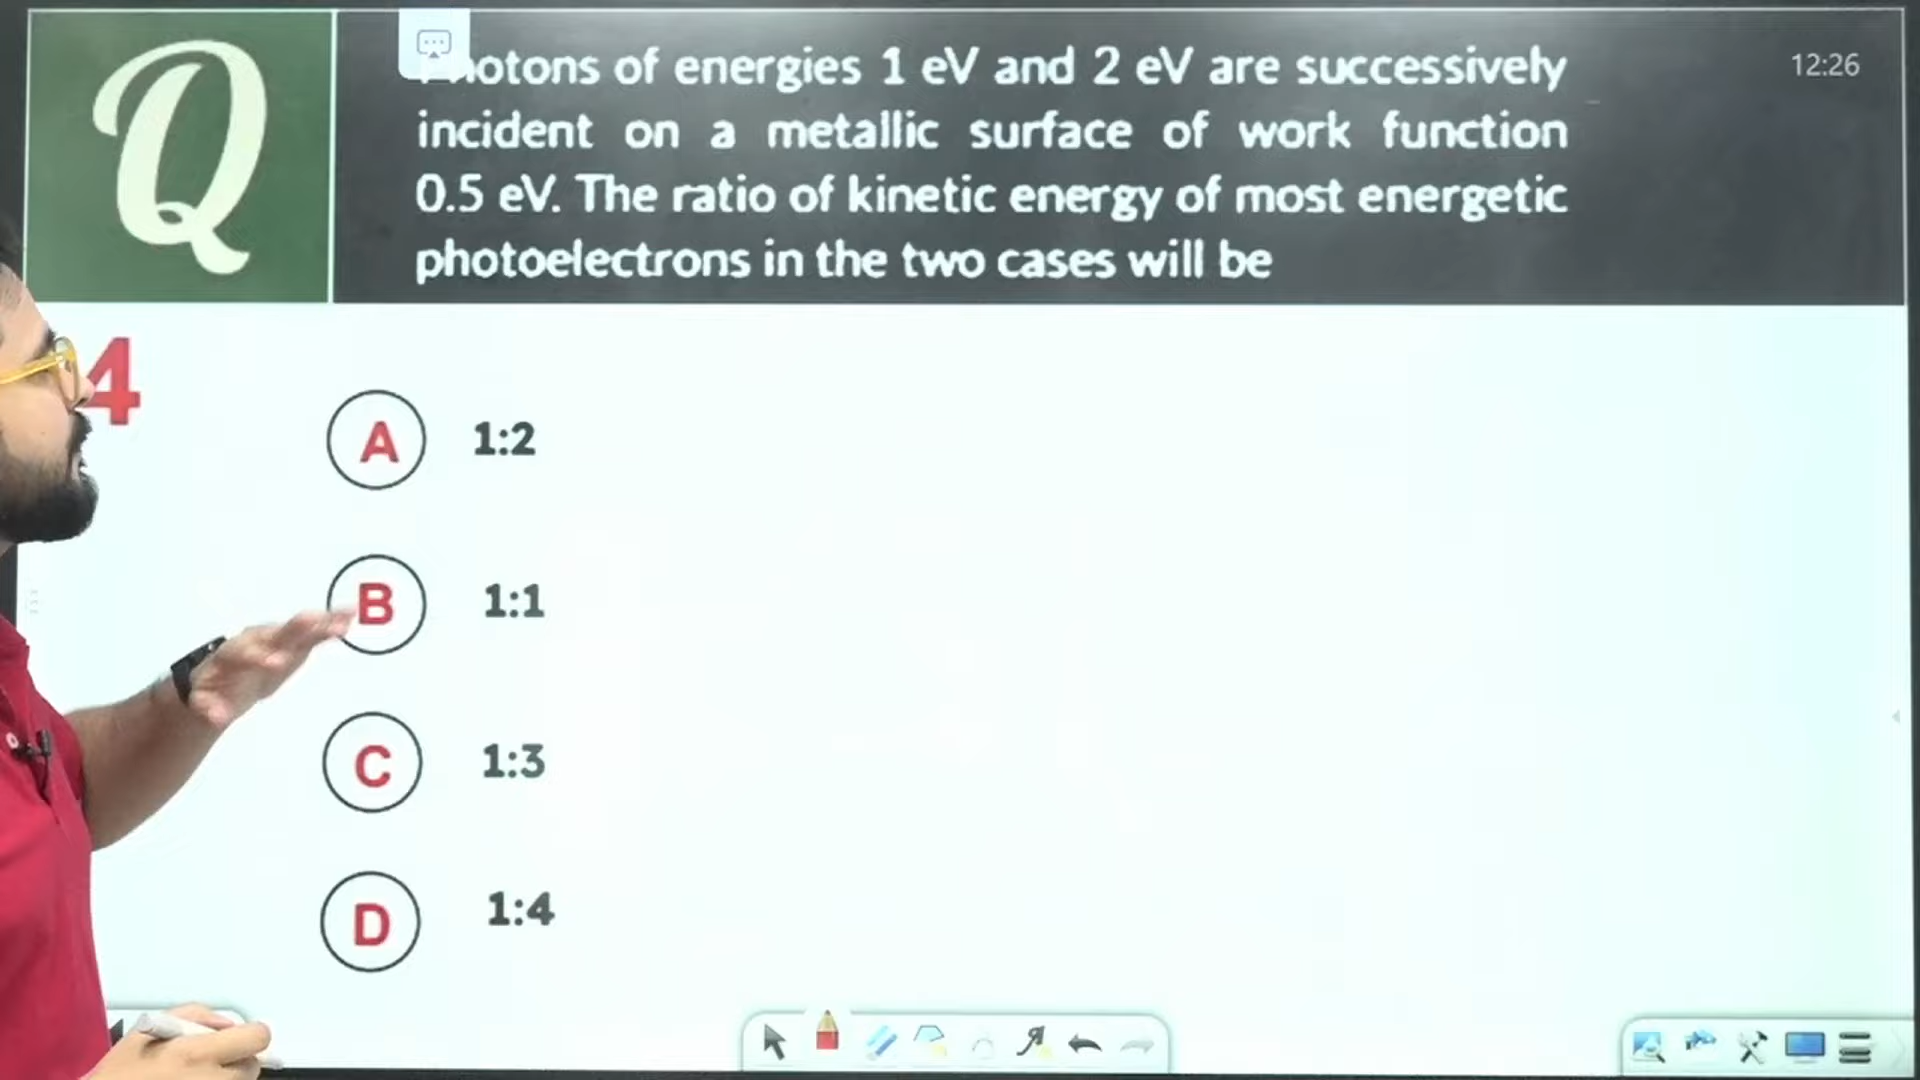 Q
Photons of energies 1 eV and 2 eV are successively
incident on a metallic surface of work function
0.5 eV. The ratio of kinetic energy of most energetic
photoelectrons in the two cases will be
12:26
4
A 1:2
B 1:1
C 1:3
D 1:4